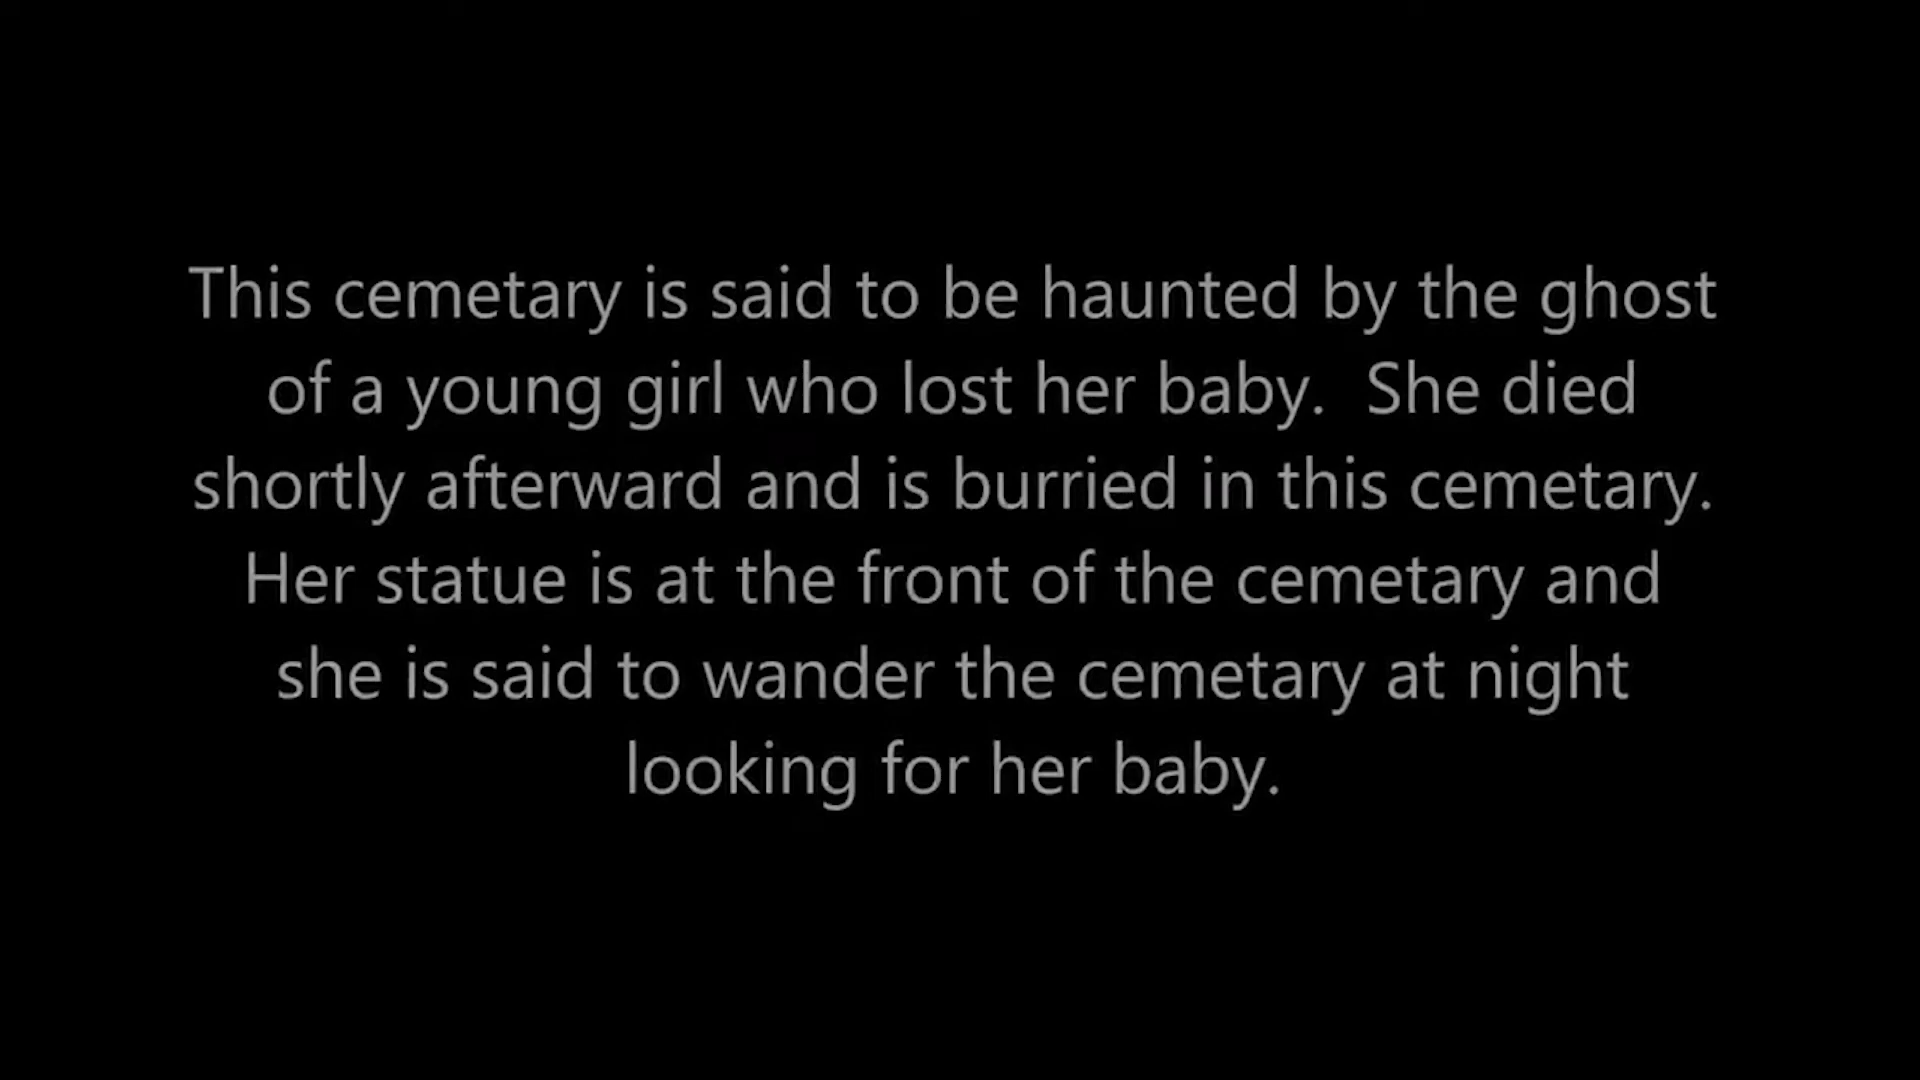 This cemetary is said to be haunted by the ghost
of a young girl who lost her baby.  She died
shortly afterward and is burried in this cemetary.
Her statue is at the front of the cemetary and
she is said to wander the cemetary at night
looking for her baby.